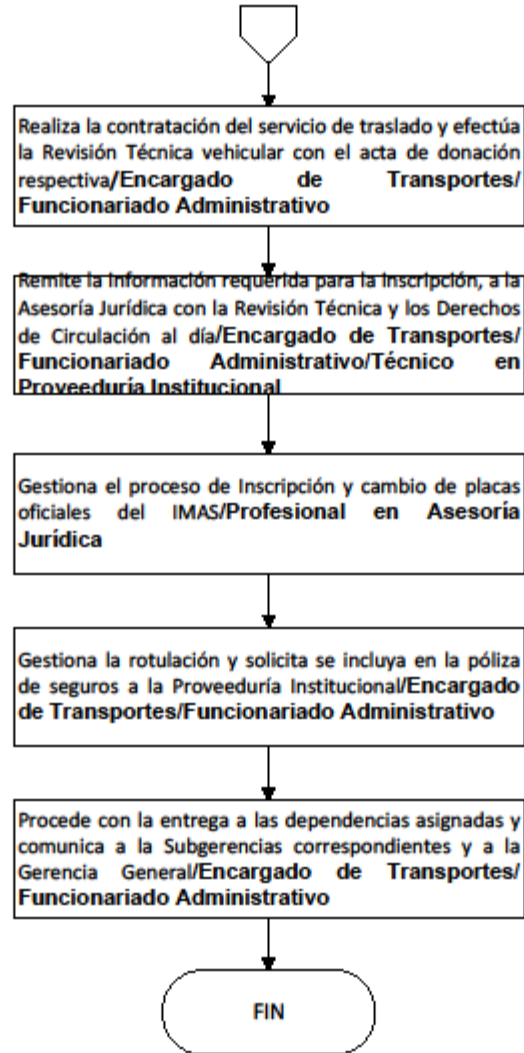 Realiza la contratación del servicio de traslado y efectúa
la Revisión Técnica vehicular con el acta de donación
respectiva/Encargado de Transportes/
Funcionariado Administrativo
Remite la información requerida para la inscripción, a la
Asesoría Jurídica con la Revisión Técnica y los Derechos
de Circulación al día/Encargado de Transportes/
Funcionariado Administrativo/Técnico en
Proveeduría Institucional
Gestiona el proceso de Inscripción y cambio de placas
oficiales del IMAS/Profesional en Asesoría
Jurídica
Gestiona la rotulación y solicita se incluya en la póliza
de seguros a la Proveeduría Institucional/Encargado
de Transportes/Funcionariado Administrativo
Procede con la entrega a las dependencias asignadas y
comunica a la Subgerencias correspondientes y a la
Gerencia General/Encargado de Transportes/
Funcionariado Administrativo
FIN